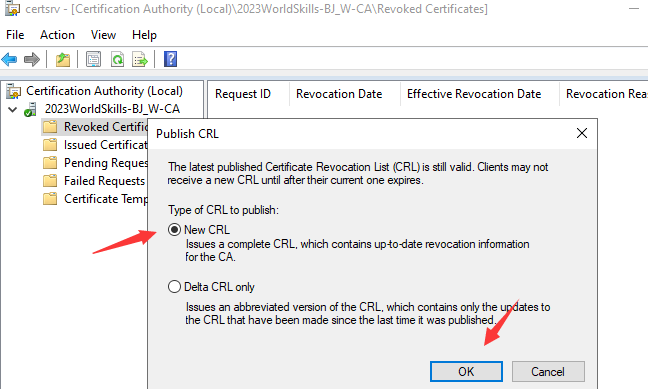 certsrv - [Certification Authority (Local)\2023WorldSkills-BJ_W-CA\Revoked Certificates]
File Action View Help
Certification Authority (Local)
2023WorldSkills-BJ_W-CA
Revoked Certific
Issued Certificat
Pending Reques
Failed Requests
Certificate Temp
Request ID Revocation Date Effective Revocation Date Revocation Reas
Publish CRL
The latest published Certificate Revocation List (CRL) is still valid. Clients may not
receive a new CRL until after their current one expires.
Type of CRL to publish:
New CRL
Issues a complete CRL, which contains up-to-date revocation information
for the CA.
Delta CRL only
Issues an abbreviated version of the CRL, which contains only the updates to
the CRL that have been made since the last time it was published.
OK Cancel